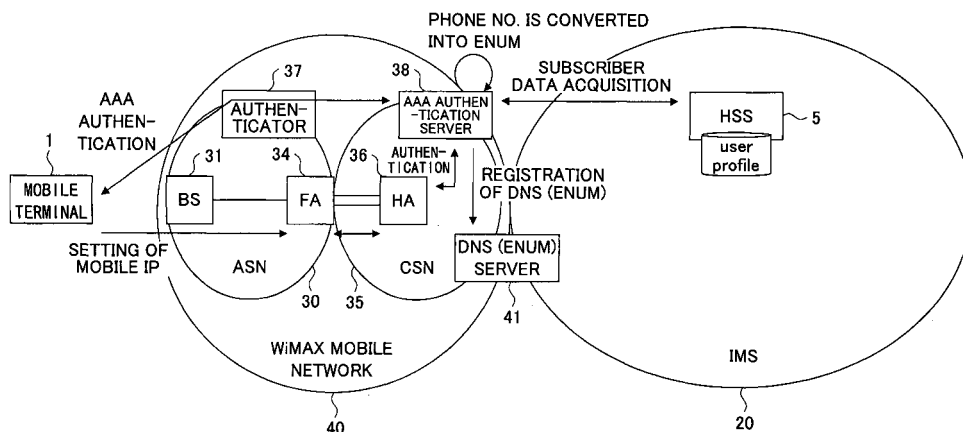 PHONE NO. IS CONVERTED
INTO ENUM
37
38
SUBSCRIBER
DATA ACQUISITION
AAA
AUTHEN-
TICATION
AUTHEN-
TICATOR
AAA AUTHEN
-TICATION
SERVER
HSS
5
user
profile
1
31
34
36
AUTHEN-
TICATION
REGISTRATION
OF DNS (ENUM)
MOBILE
TERMINAL
BS
FA
HA
SETTING OF
MOBILE IP
ASN
CSN
DNS (ENUM)
SERVER
30
35
41
WiMAX MOBILE
NETWORK
IMS
40
20